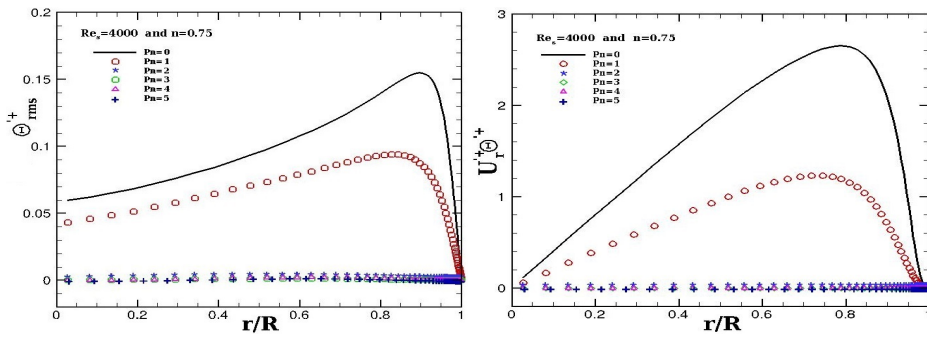 Re_s=4000 and n=0.75
Pn=0
Pn=1
Pn=2
Pn=3
Pn=4
Pn=5
0.2
0.15
0.1
0.05
0
Θ'+rms
0 0.2 0.4 0.6 0.8 1
r/R
Re_s=4000 and n=0.75
Pn=0
Pn=1
Pn=2
Pn=3
Pn=4
Pn=5
3
2
1
0
U'+rΘ'+
0 0.2 0.4 0.6 0.8 1
r/R